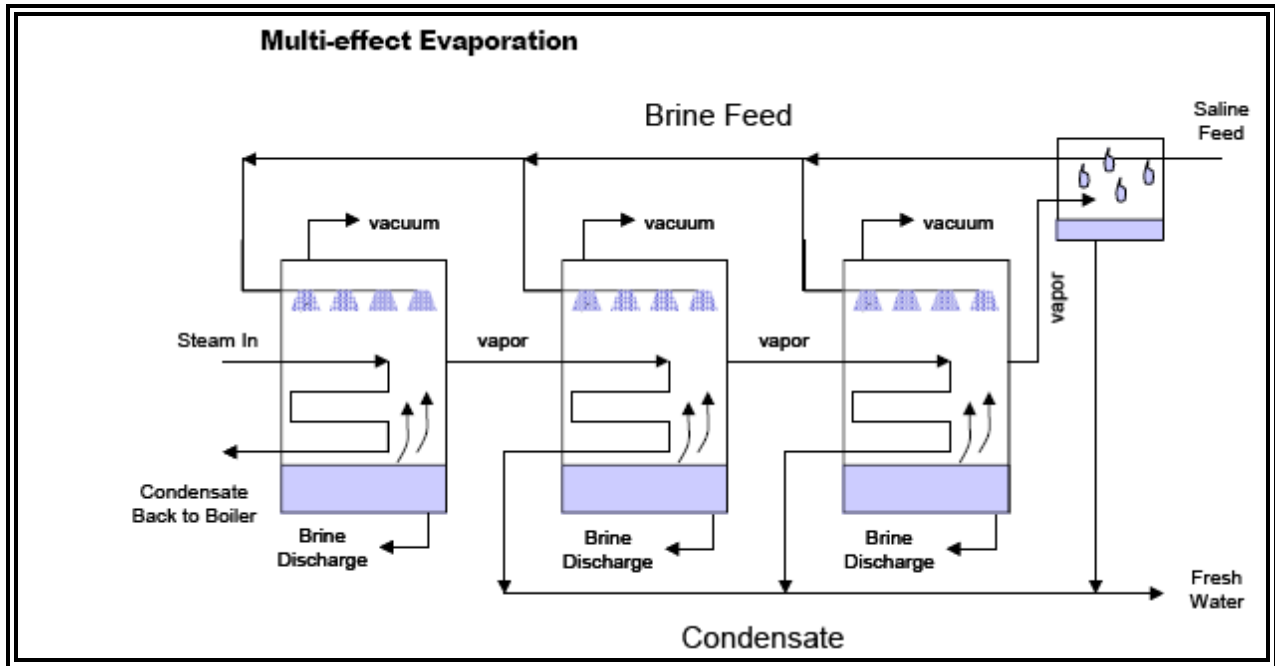 Multi-effect Evaporation
Brine Feed
Saline
Feed
vacuum
vacuum
vacuum
vapor
Steam In
vapor
vapor
Condensate
Back to Boiler
Brine
Discharge
Brine
Discharge
Brine
Discharge
Fresh
Water
Condensate